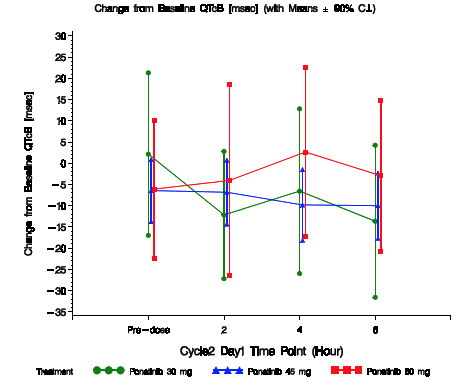 Change from Baseline QTcB [msec] (with Means ± 90% C.I.)
30
25
20
15
10
5
0
−5
−10
−15
−20
−25
−30
−35
Change from Baseline QTcB [msec]
Pre−dose 2 4 6
Cycle2 Day1 Time Point (Hour)
Treatment Ponatinib 30 mg Ponatinib 45 mg Ponatinib 60 mg